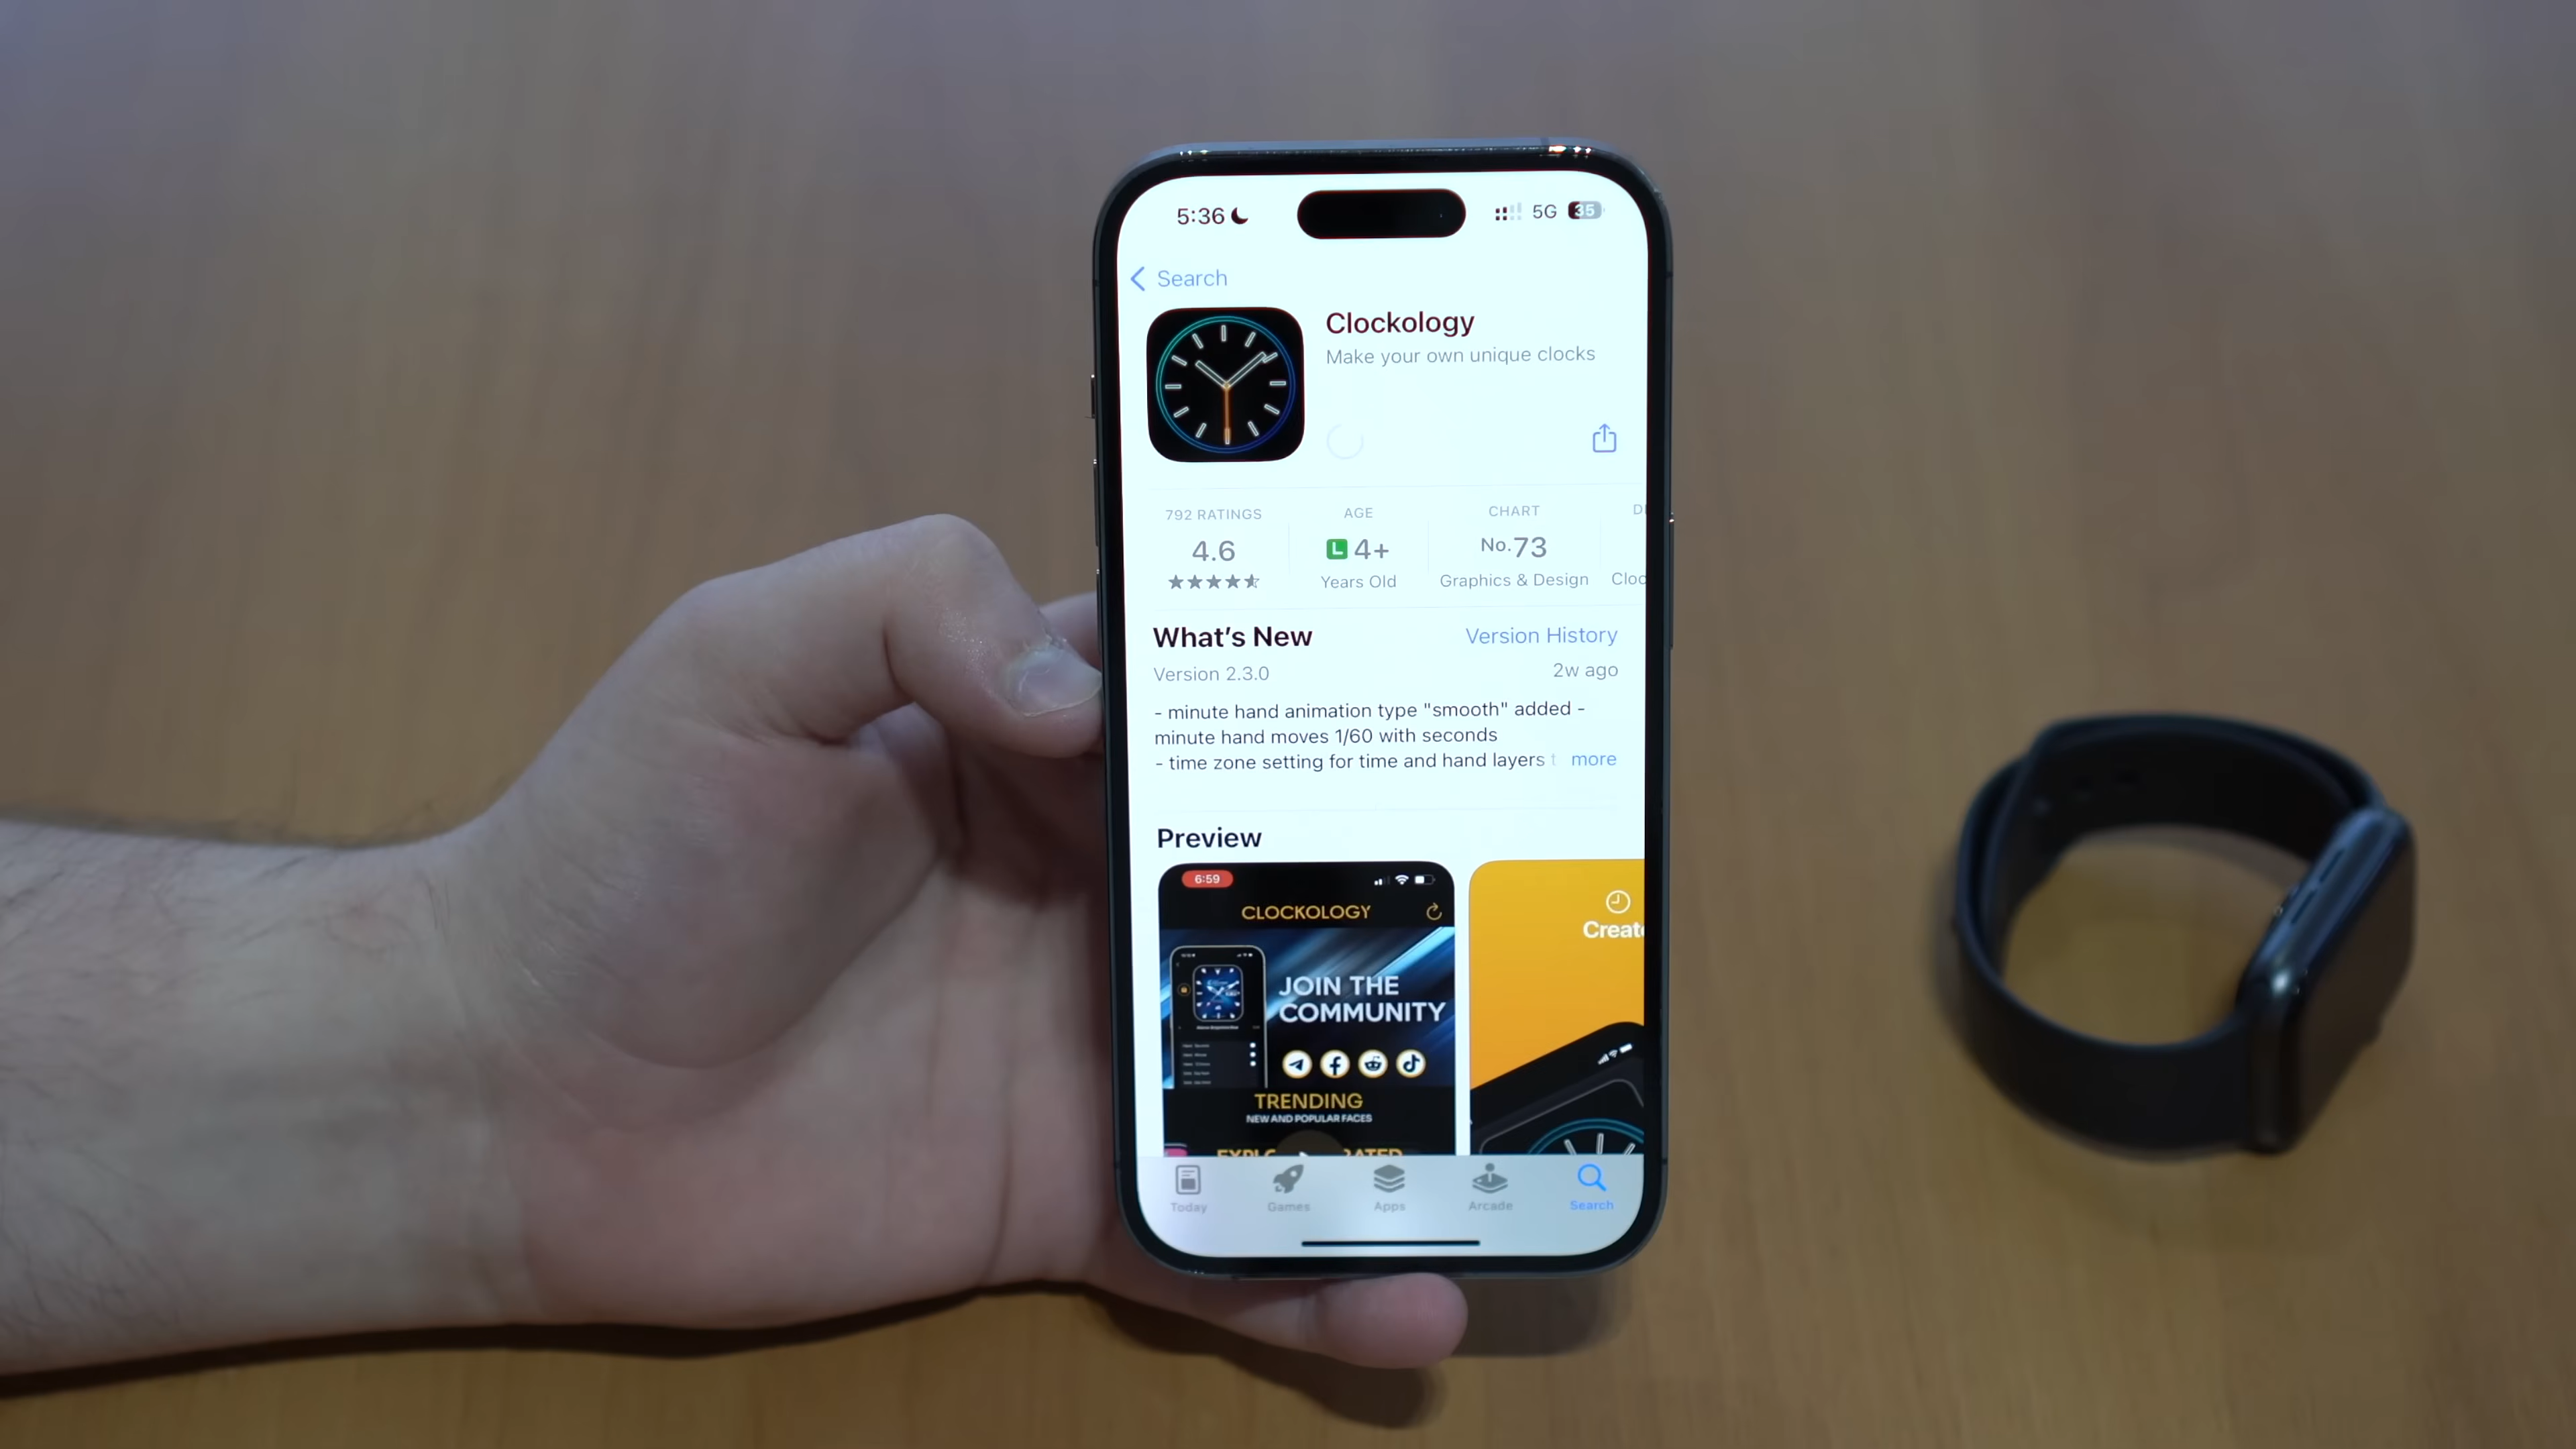 5:36
5G 35
Search
Clockology
Make your own unique clocks
792 RATINGS
4.6
AGE
L 4+
Years Old
CHART
No.73
Graphics & Design
What's New
Version History
Version 2.3.0
2w ago
- minute hand animation type "smooth" added -
minute hand moves 1/60 with seconds
- time zone setting for time and hand layers t more
Preview
6:59
CLOCKOLOGY
JOIN THE
COMMUNITY
TRENDING
NEW AND POPULAR FACES
Create
Today
Games
Apps
Arcade
Search